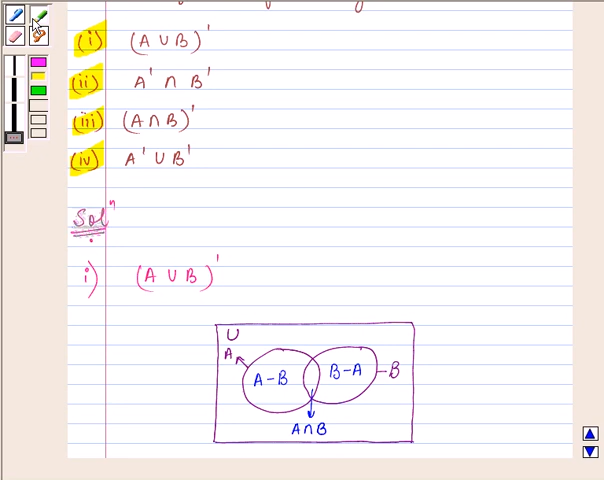 (i) (A ∪ B)'
(ii) A' ∩ B'
(iii) (A ∩ B)'
(iv) A' ∪ B'
Solⁿ
i) (A ∪ B)'
U
A
A-B
B-A
B
A∩B